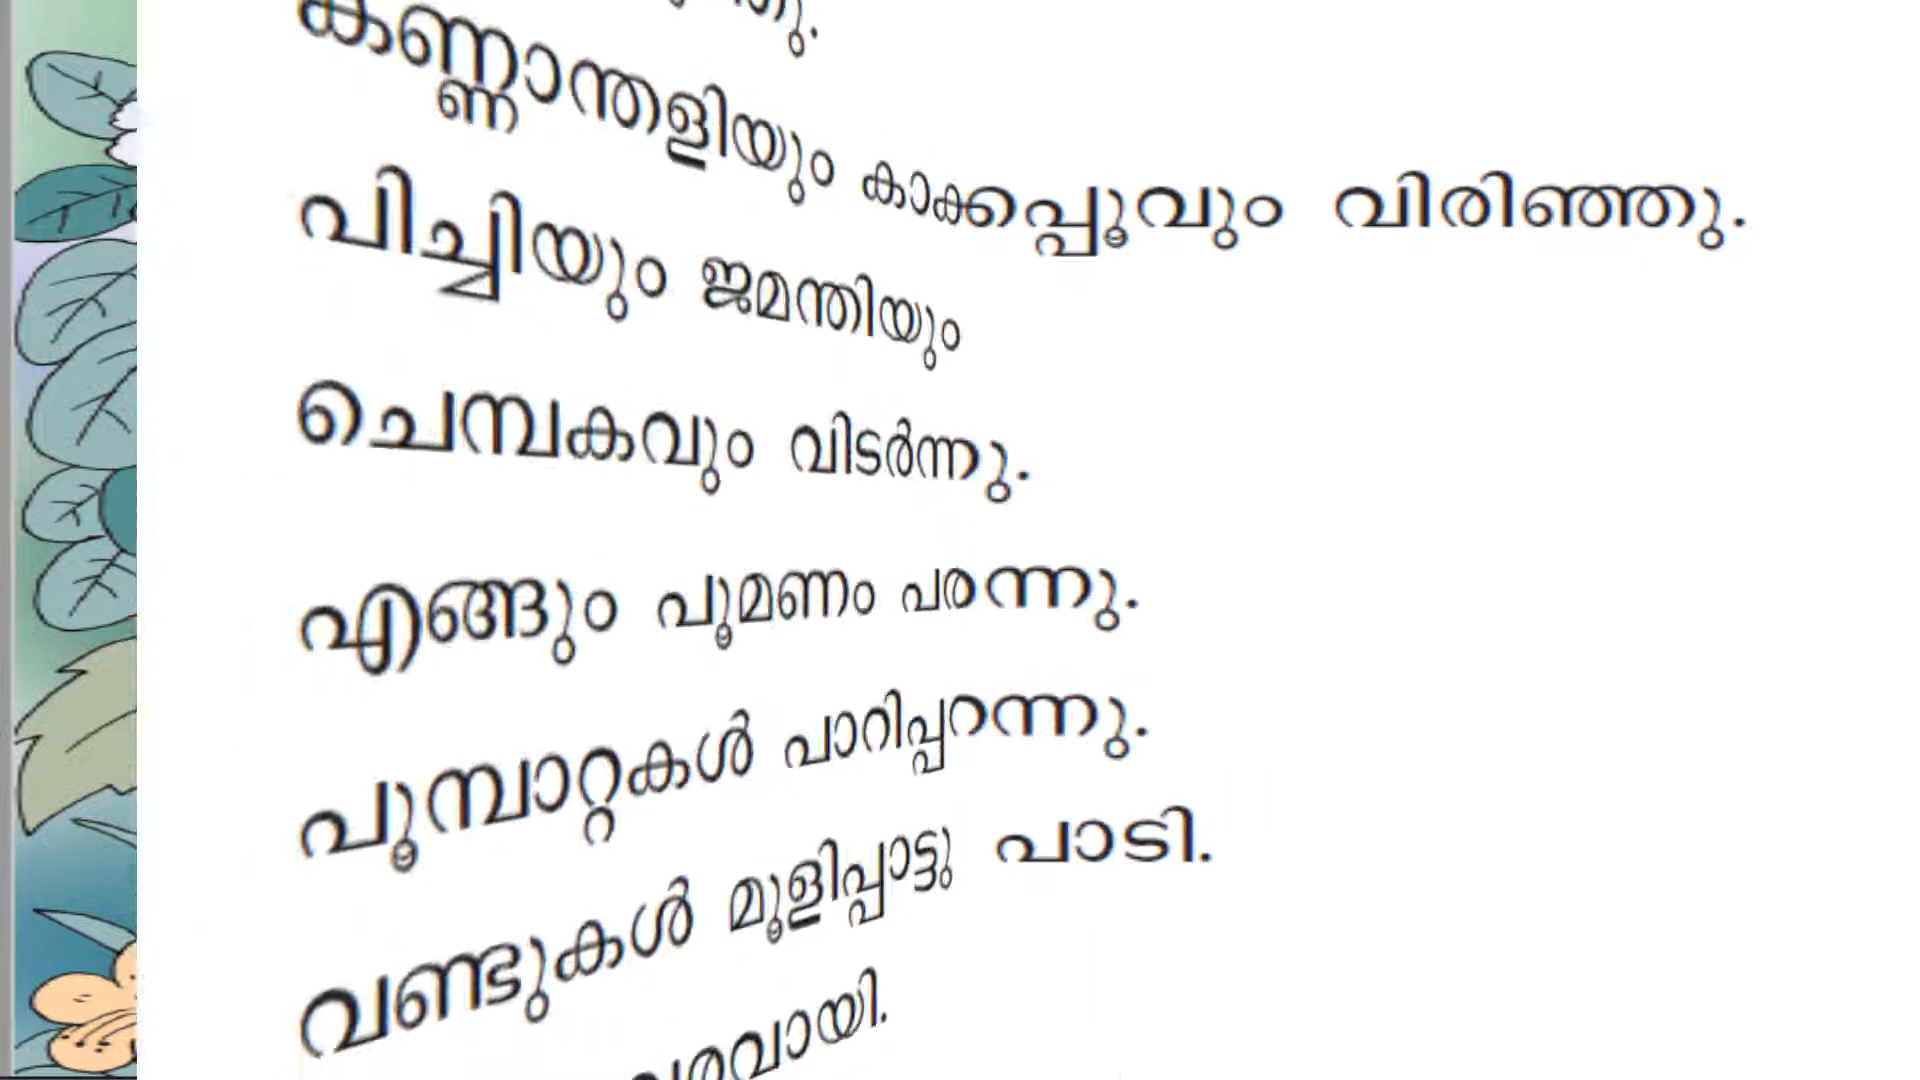 കണ്ണാന്തളിയും കാക്കപ്പൂവും വിരിഞ്ഞു.
പിച്ചിയും ജമന്തിയും
ചെമ്പകവും വിടർന്നു.
എങ്ങും പൂമണം പരന്നു.
പൂമ്പാറ്റകൾ പാറിപ്പറന്നു.
വണ്ടുകൾ മൂളിപ്പാട്ടു പാടി.